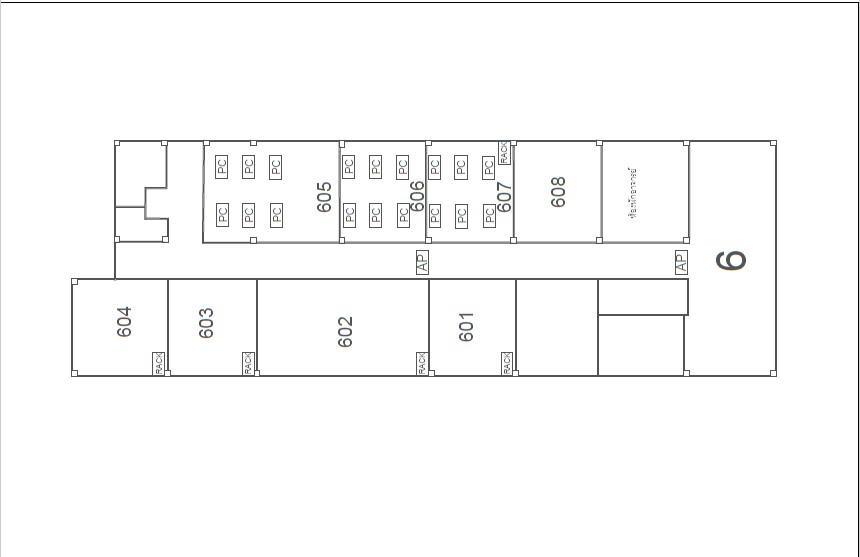 PC PC PC PC PC PC PC PC PC RACK
605 606 607 608 ห้องพักอาจารย์
PC PC PC PC PC PC PC PC PC
AP AP 6
604 603 602 601
RACK RACK RACK RACK